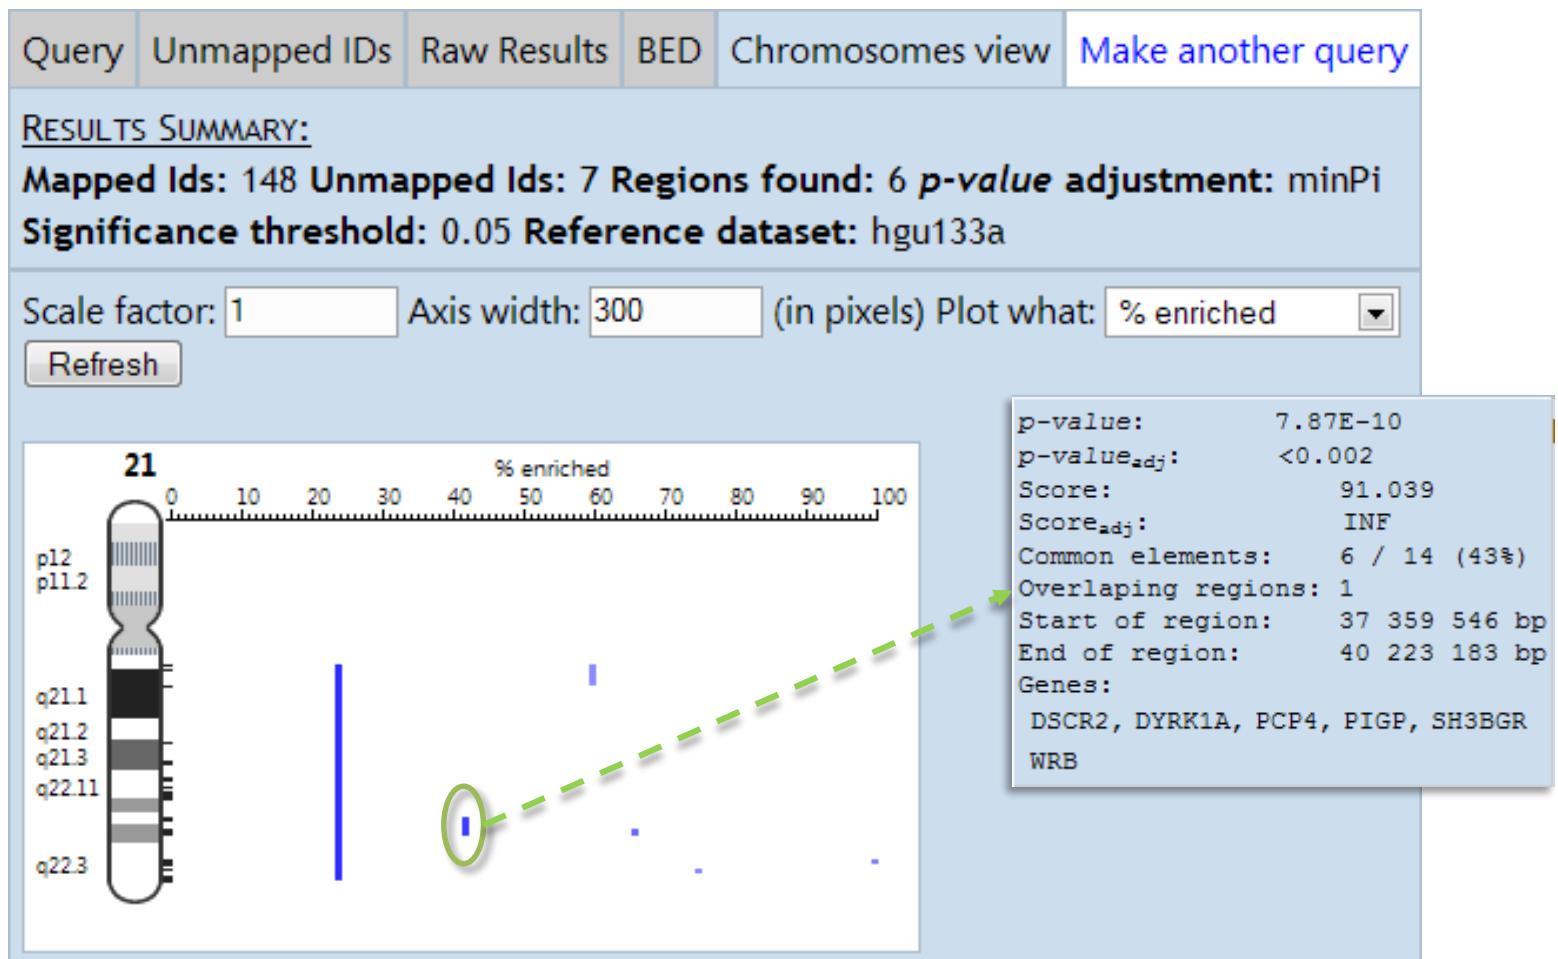 Query Unmapped IDs Raw Results BED Chromosomes view Make another query
RESULTS SUMMARY:
Mapped Ids: 148 Unmapped Ids: 7 Regions found: 6 p-value adjustment: minPi
Significance threshold: 0.05 Reference dataset: hgu133a
Scale factor: 1 Axis width: 300 (in pixels) Plot what: % enriched
Refresh
p-value: 7.87E-10
p-value adj: <0.002
Score: 91.039
Score adj: INF
Common elements: 6 / 14 (43%)
Overlaping regions: 1
Start of region: 37 359 546 bp
End of region: 40 223 183 bp
Genes:
DSCR2, DYRK1A, PCP4, PIGP, SH3BGR
WRB
21 % enriched
0 10 20 30 40 50 60 70 80 90 100
p12
p11.2
q21.1
q21.2
q21.3
q22.11
q22.3